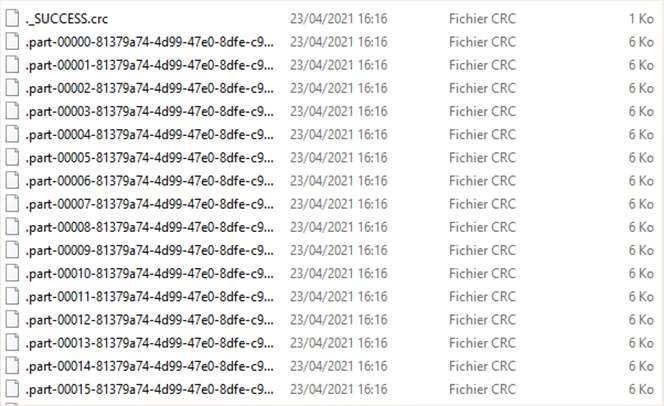 ._SUCCESS.crc 23/04/2021 16:16 Fichier CRC 1 Ko
.part-00000-81379a74-4d99-47e0-8dfe-c9... 23/04/2021 16:16 Fichier CRC 6 Ko
.part-00001-81379a74-4d99-47e0-8dfe-c9... 23/04/2021 16:16 Fichier CRC 6 Ko
.part-00002-81379a74-4d99-47e0-8dfe-c9... 23/04/2021 16:16 Fichier CRC 6 Ko
.part-00003-81379a74-4d99-47e0-8dfe-c9... 23/04/2021 16:16 Fichier CRC 6 Ko
.part-00004-81379a74-4d99-47e0-8dfe-c9... 23/04/2021 16:16 Fichier CRC 6 Ko
.part-00005-81379a74-4d99-47e0-8dfe-c9... 23/04/2021 16:16 Fichier CRC 6 Ko
.part-00006-81379a74-4d99-47e0-8dfe-c9... 23/04/2021 16:16 Fichier CRC 6 Ko
.part-00007-81379a74-4d99-47e0-8dfe-c9... 23/04/2021 16:16 Fichier CRC 6 Ko
.part-00008-81379a74-4d99-47e0-8dfe-c9... 23/04/2021 16:16 Fichier CRC 6 Ko
.part-00009-81379a74-4d99-47e0-8dfe-c9... 23/04/2021 16:16 Fichier CRC 6 Ko
.part-00010-81379a74-4d99-47e0-8dfe-c9... 23/04/2021 16:16 Fichier CRC 6 Ko
.part-00011-81379a74-4d99-47e0-8dfe-c9... 23/04/2021 16:16 Fichier CRC 6 Ko
.part-00012-81379a74-4d99-47e0-8dfe-c9... 23/04/2021 16:16 Fichier CRC 6 Ko
.part-00013-81379a74-4d99-47e0-8dfe-c9... 23/04/2021 16:16 Fichier CRC 6 Ko
.part-00014-81379a74-4d99-47e0-8dfe-c9... 23/04/2021 16:16 Fichier CRC 6 Ko
.part-00015-81379a74-4d99-47e0-8dfe-c9... 23/04/2021 16:16 Fichier CRC 6 Ko